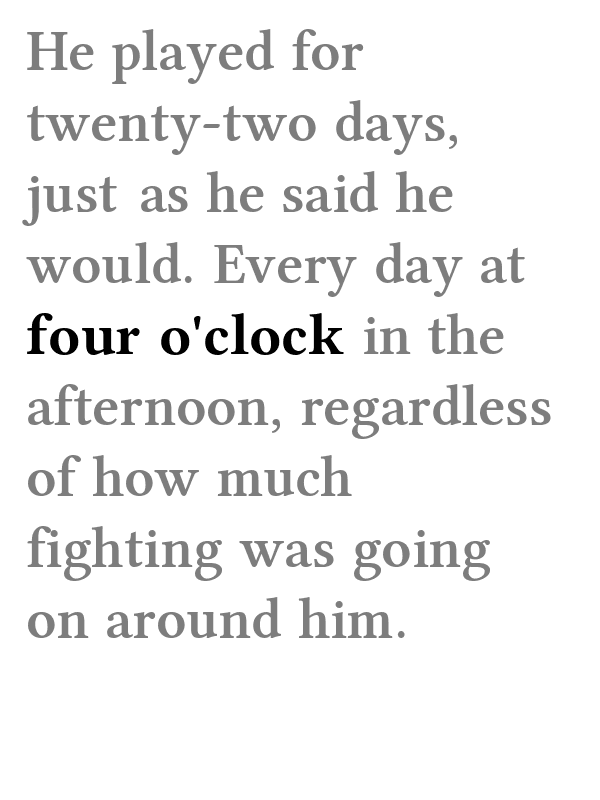 He played for
twenty-two days,
just as he said he
would. Every day at
four o'clock in the
afternoon, regardless
of how much
fighting was going
on around him.